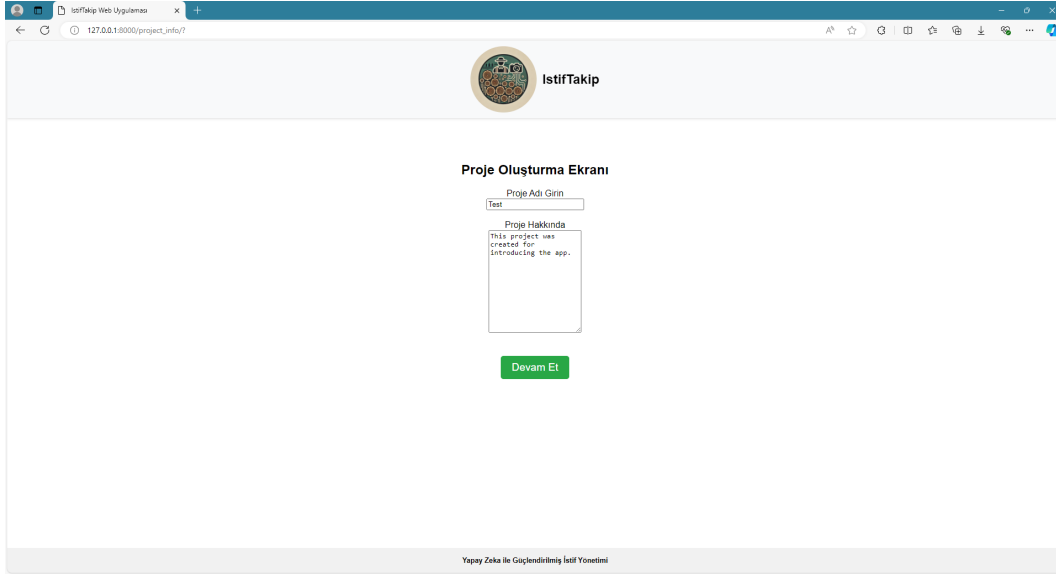 IstifTakip Web Uygulaması
127.0.0.1:8000/project_info/?
IstifTakip
Proje Oluşturma Ekranı
Proje Adı Girin
Test
Proje Hakkında
This project was
created for
introducing the app.
Devam Et
Yapay Zeka ile Güçlendirilmiş İstif Yönetimi